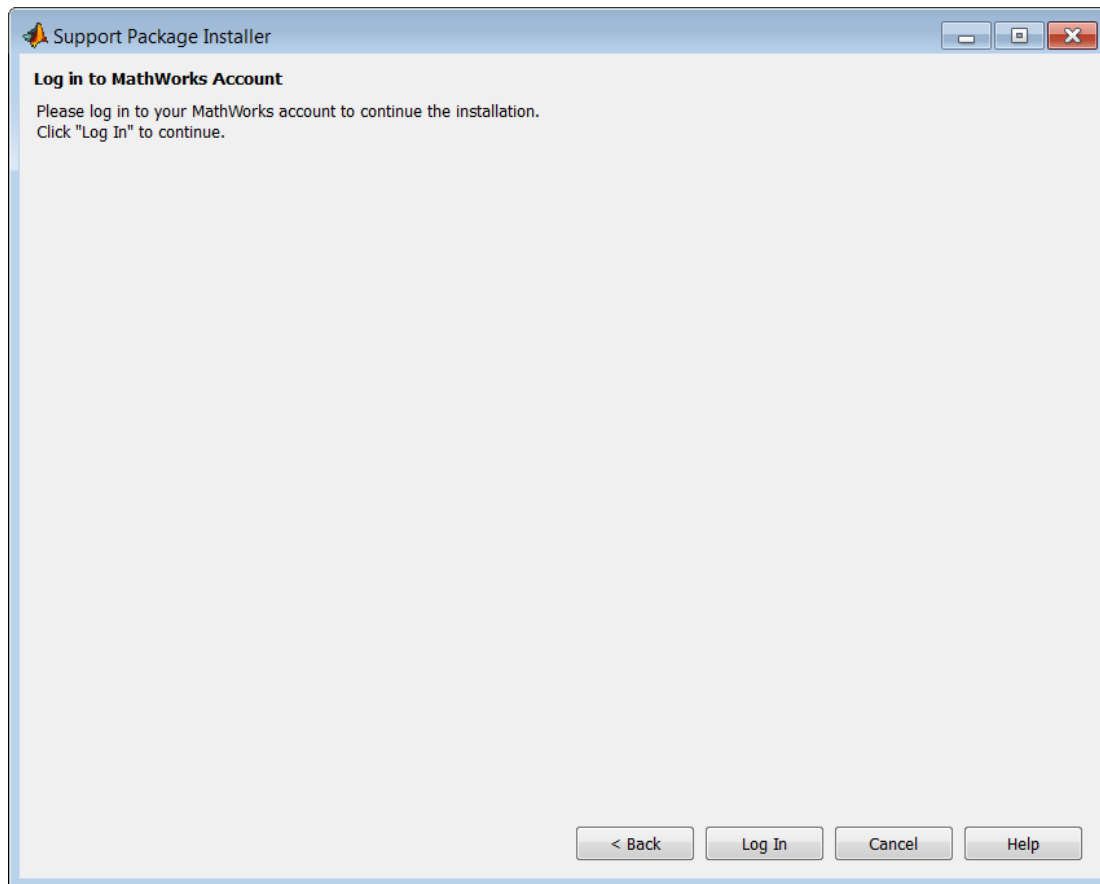 Support Package Installer
Log in to MathWorks Account
Please log in to your MathWorks account to continue the installation.
Click "Log In" to continue.
< Back
Log In
Cancel
Help